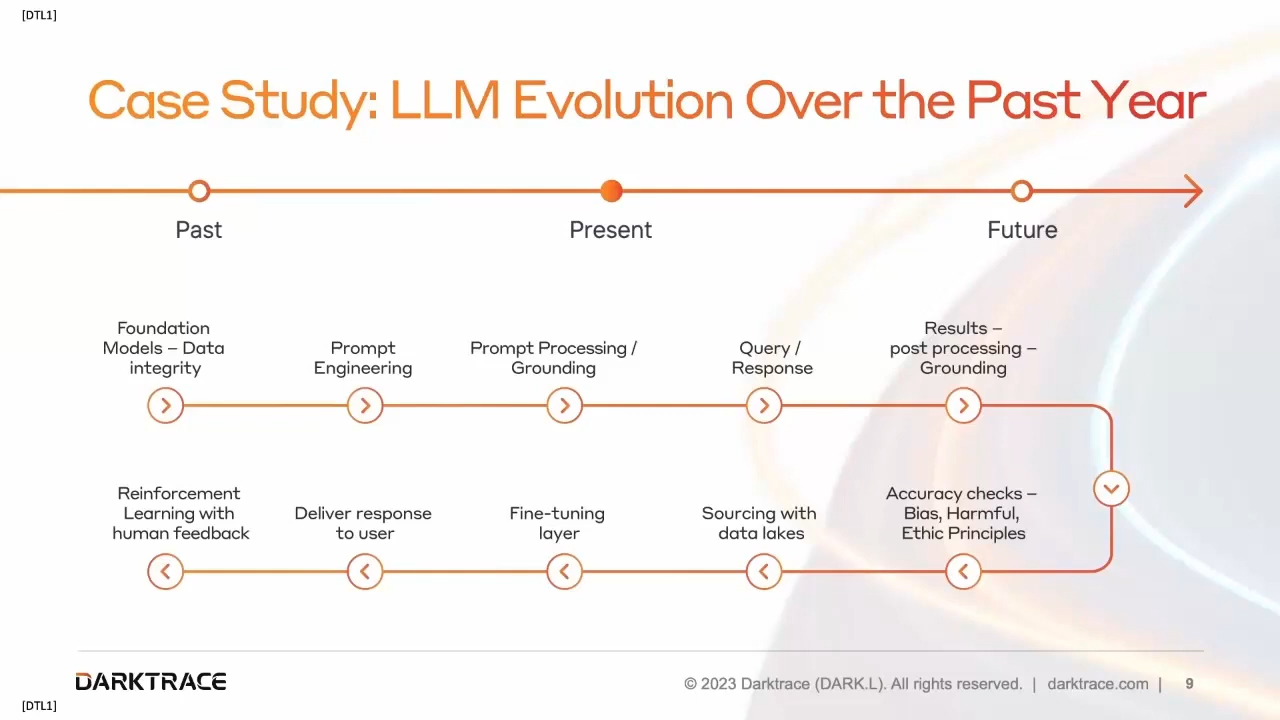 [DTL1]
Case Study: LLM Evolution Over the Past Year
Past
Present
Future
Foundation
Models – Data
integrity
Prompt
Engineering
Prompt Processing /
Grounding
Query /
Response
Results –
post processing –
Grounding
Reinforcement
Learning with
human feedback
Deliver response
to user
Fine-tuning
layer
Sourcing with
data lakes
Accuracy checks –
Bias, Harmful,
Ethic Principles
DARKTRACE
© 2023 Darktrace (DARK.L). All rights reserved. | darktrace.com | 9
[DTL1]